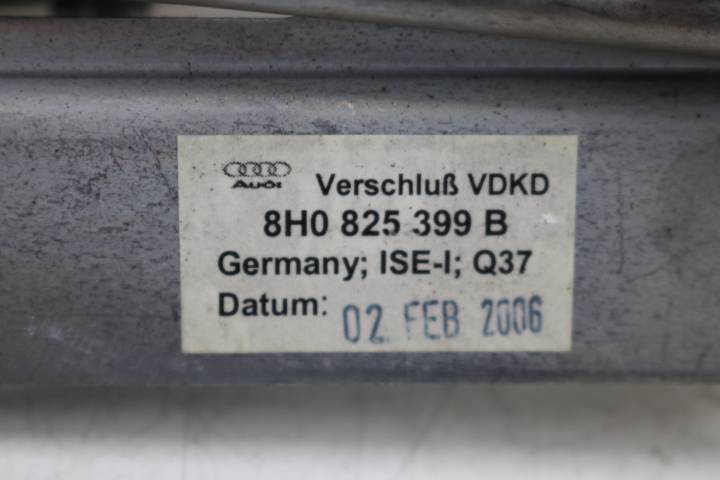 Audi Verschluß VDKD
8H0 825 399 B
Germany; ISE-I; Q37
Datum: 02. FEB 2006